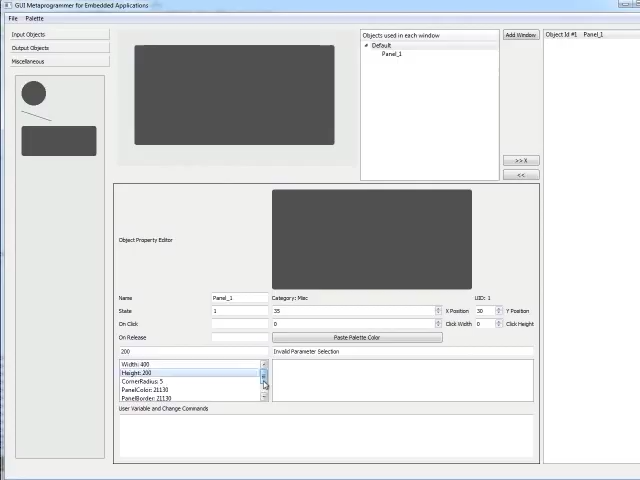 GUI Metaprogrammer for Embedded Applications
File Palette
Input Objects
Output Objects
Miscellaneous
Objects used in each window
Default
Panel_1
Add Window
>> X
<<
Object Id #1 Panel_1
Object Property Editor
Name Panel_1 Category: Misc UID: 1
State 1 35 X Position 30 Y Position
On Click 0 Click Width 0 Click Height
On Release Paste Palette Color
200 Invalid Parameter Selection
Width: 400
Height: 200
CornerRadius: 5
PanelColor: 21130
PanelBorder: 21130
User Variable and Change Commands